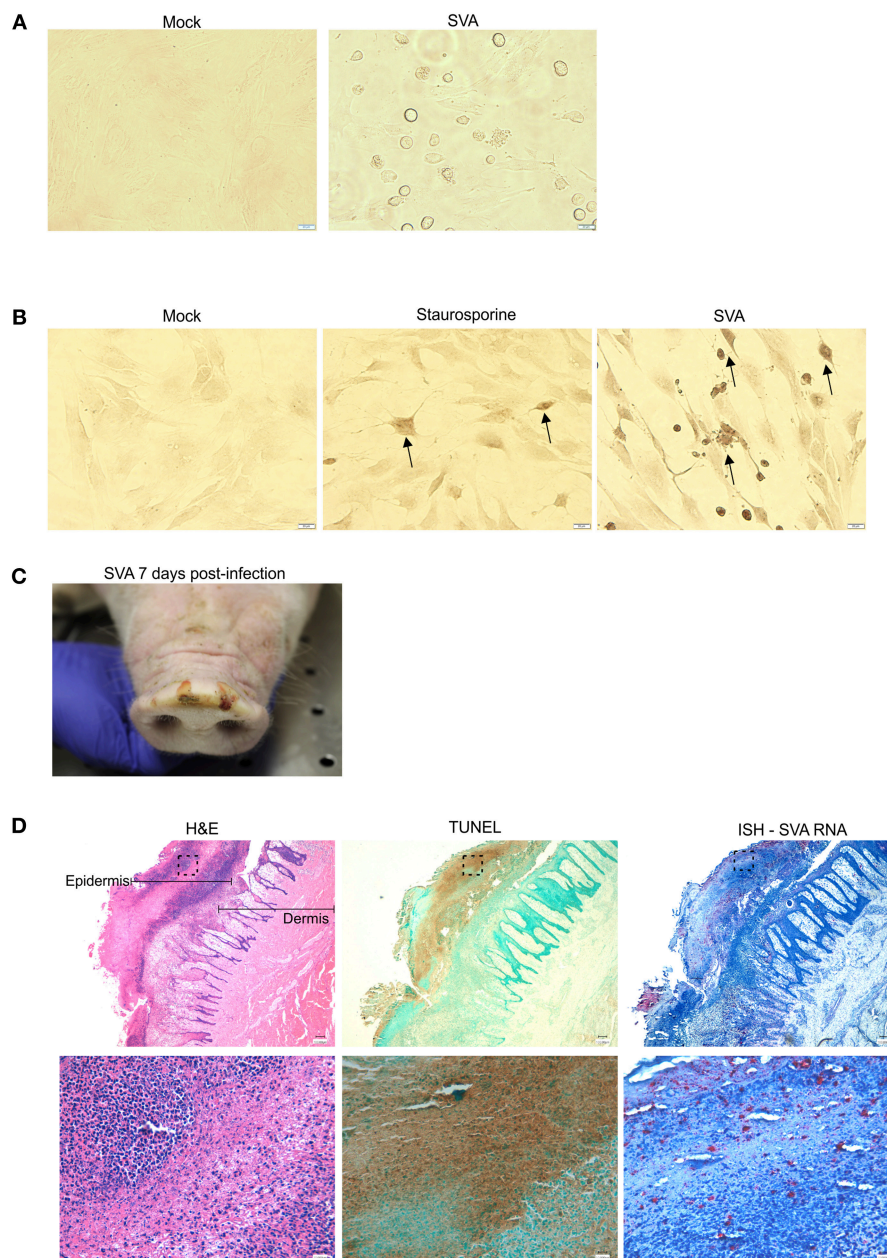 A
Mock
SVA
B
Mock
Staurosporine
SVA
C
SVA 7 days post-infection
D
H&E
TUNEL
ISH - SVA RNA
Epidermis
Dermis